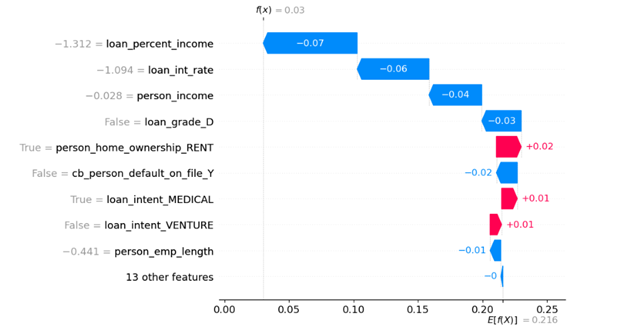 f(x) = 0.03
−1.312 = loan_percent_income
−0.07
−1.094 = loan_int_rate
−0.06
−0.028 = person_income
−0.04
False = loan_grade_D
−0.03
True = person_home_ownership_RENT
+0.02
False = cb_person_default_on_file_Y
−0.02
True = loan_intent_MEDICAL
+0.01
False = loan_intent_VENTURE
+0.01
−0.441 = person_emp_length
−0.01
13 other features
−0
0.00 0.05 0.10 0.15 0.20 0.25
E[f(X)] = 0.216